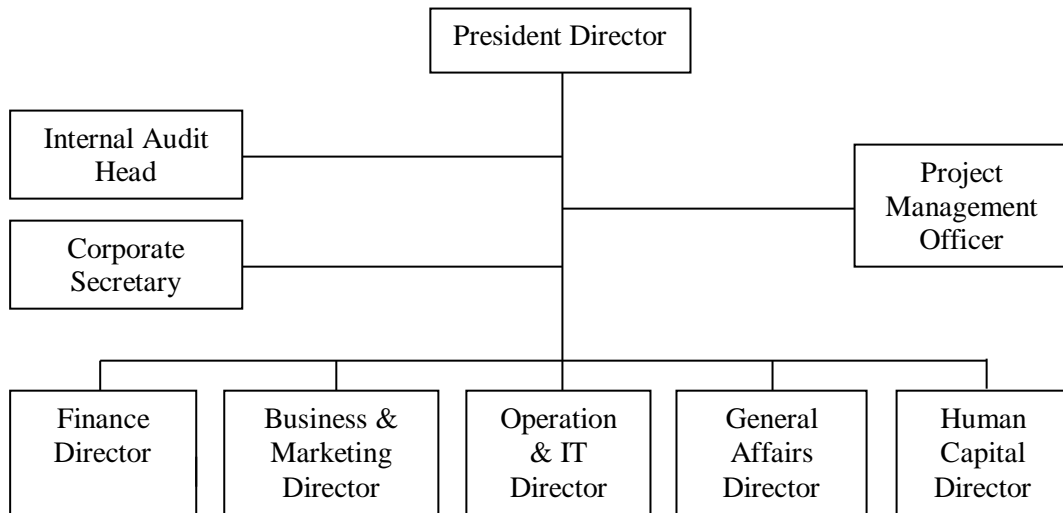 President Director
Internal Audit
Head
Project
Management
Officer
Corporate
Secretary
Finance
Director
Business &
Marketing
Director
Operation
& IT
Director
General
Affairs
Director
Human
Capital
Director